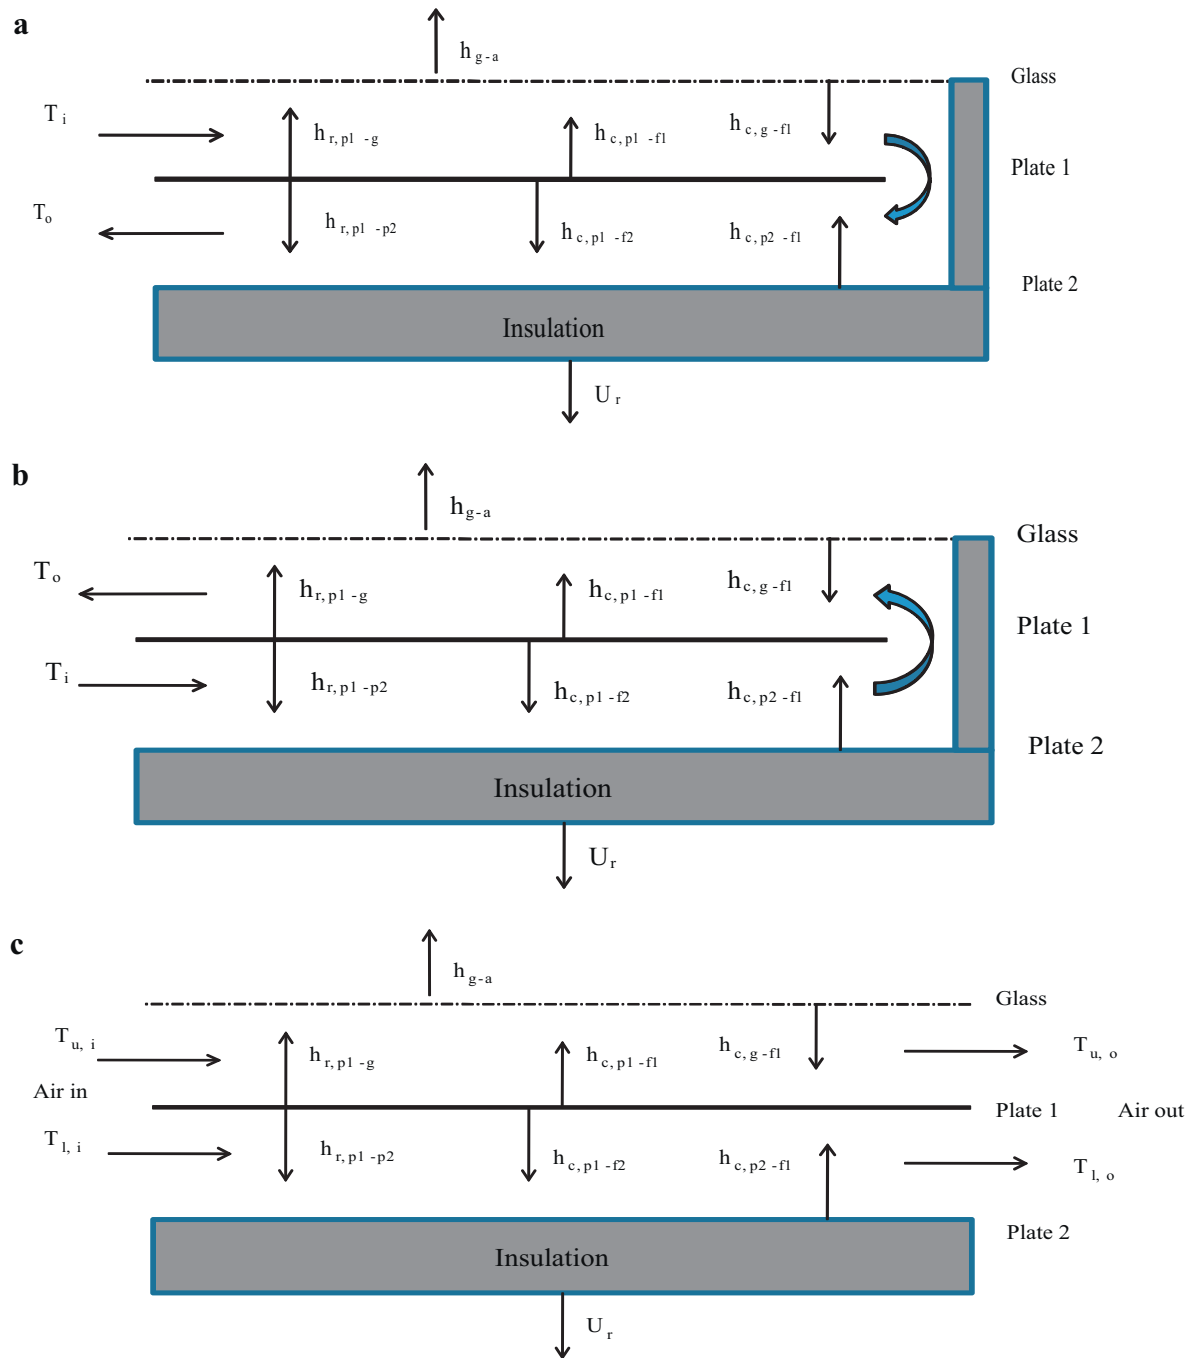 a
h g-a
Glass
T i
h r, p1 -g
h c, p1 -f1
h c, g -f1
Plate 1
T o
h r, p1 -p2
h c, p1 -f2
h c, p2 -f1
Plate 2
Insulation
U r
b
h g-a
Glass
T o
h r, p1 -g
h c, p1 -f1
h c, g -f1
Plate 1
T i
h r, p1 -p2
h c, p1 -f2
h c, p2 -f1
Plate 2
Insulation
U r
c
h g-a
Glass
T u, i
h r, p1 -g
h c, p1 -f1
h c, g -f1
T u, o
Air in
Plate 1
Air out
T l, i
h r, p1 -p2
h c, p1 -f2
h c, p2 -f1
T l, o
Plate 2
Insulation
U r